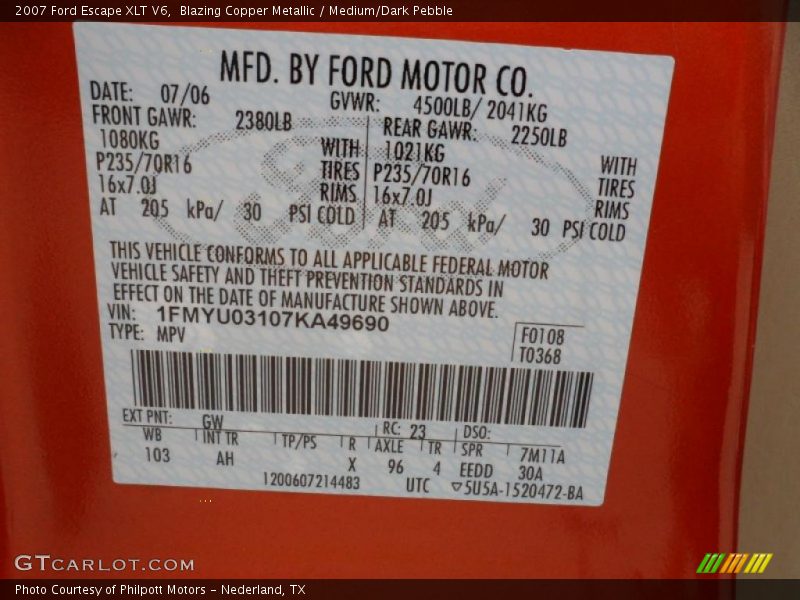 2007 Ford Escape XLT V6,  Blazing Copper Metallic / Medium/Dark Pebble
MFD. BY FORD MOTOR CO.
DATE: 07/06 GVWR: 4500LB/ 2041KG
FRONT GAWR: 2380LB REAR GAWR: 2250LB
1080KG WITH 1021KG WITH
P235/70R16 TIRES P235/70R16 TIRES
16x7.0J RIMS 16x7.0J RIMS
AT 205 kPa/ 30 PSI COLD AT 205 kPa/ 30 PSI COLD
Ford
THIS VEHICLE CONFORMS TO ALL APPLICABLE FEDERAL MOTOR
VEHICLE SAFETY AND THEFT PREVENTION STANDARDS IN
EFFECT ON THE DATE OF MANUFACTURE SHOWN ABOVE.
VIN: 1FMYU03107KA49690
TYPE: MPV
F0108
T0368
EXT PNT: GW RC: 23 DSO:
WB INT TR TP/PS R AXLE TR SPR 7M11A
103 AH X 96 4 EEDD 30A
1200607214483 UTC ▽5U5A-1520472-BA
GTCARLOT.COM
Photo Courtesy of Philpott Motors - Nederland, TX